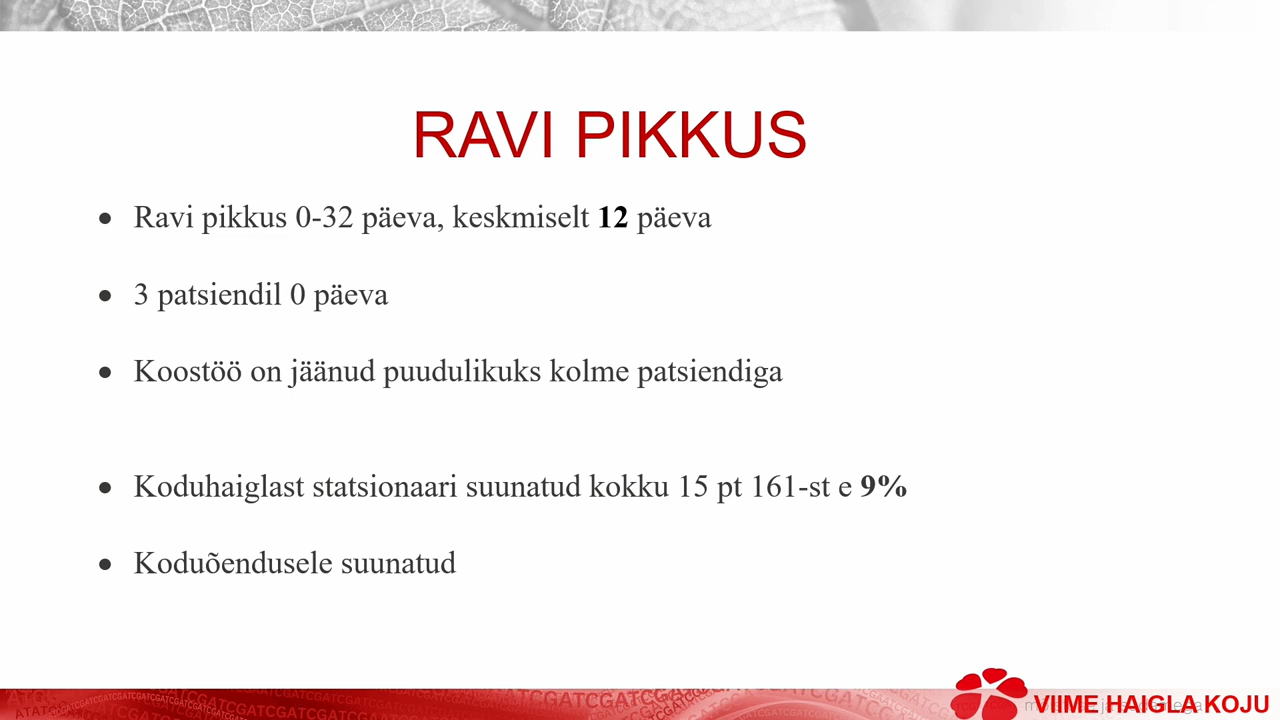 RAVI PIKKUS
Ravi pikkus 0-32 päeva, keskmiselt 12 päeva
3 patsiendil 0 päeva
Koostöö on jäänud puudulikuks kolme patsiendiga
Koduhaiglast statsionaari suunatud kokku 15 pt 161-st e 9%
Koduõendusele suunatud
VIIME HAIGLA KOJU